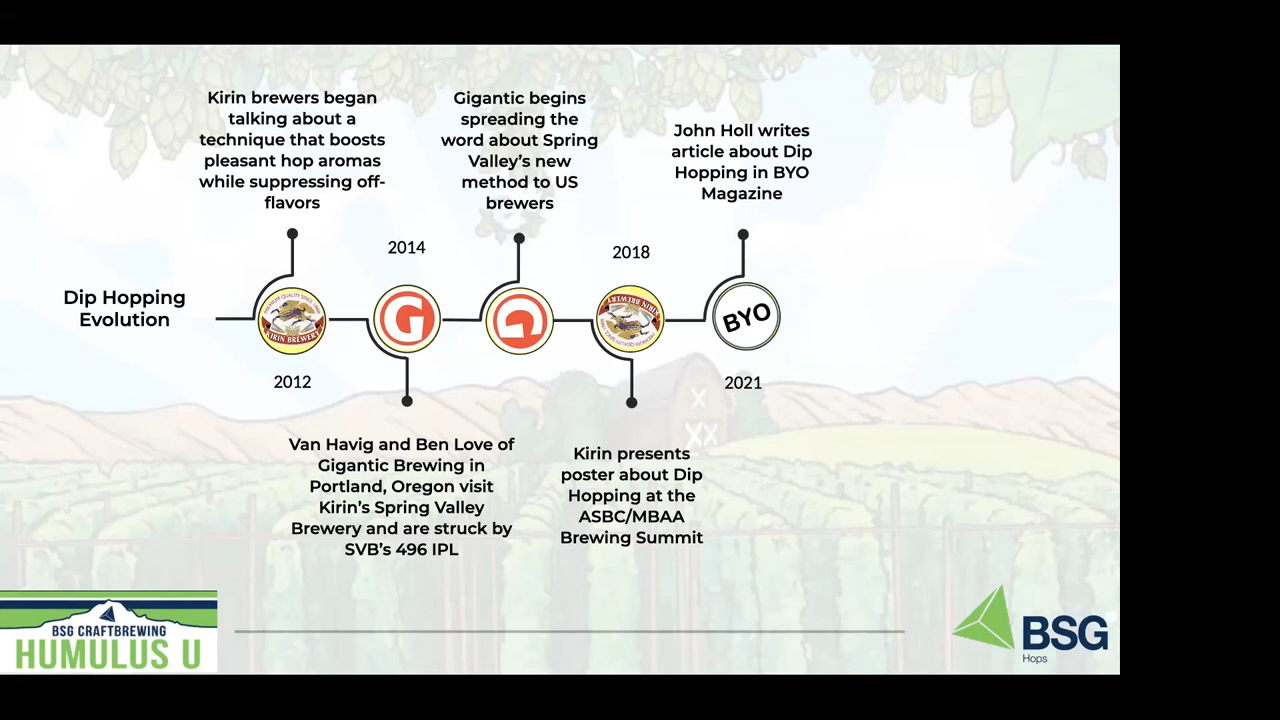 Kirin brewers began
talking about a
technique that boosts
pleasant hop aromas
while suppressing off-
flavors
Gigantic begins
spreading the
word about Spring
Valley's new
method to US
brewers
John Holl writes
article about Dip
Hopping in BYO
Magazine
2014
2018
Dip Hopping
Evolution
KIRIN BREWERY
G
G
KIRIN BREWERY
BYO
2012
2021
Van Havig and Ben Love of
Gigantic Brewing in
Portland, Oregon visit
Kirin's Spring Valley
Brewery and are struck by
SVB's 496 IPL
Kirin presents
poster about Dip
Hopping at the
ASBC/MBAA
Brewing Summit
BSG CRAFTBREWING
HUMULUS U
BSG
Hops